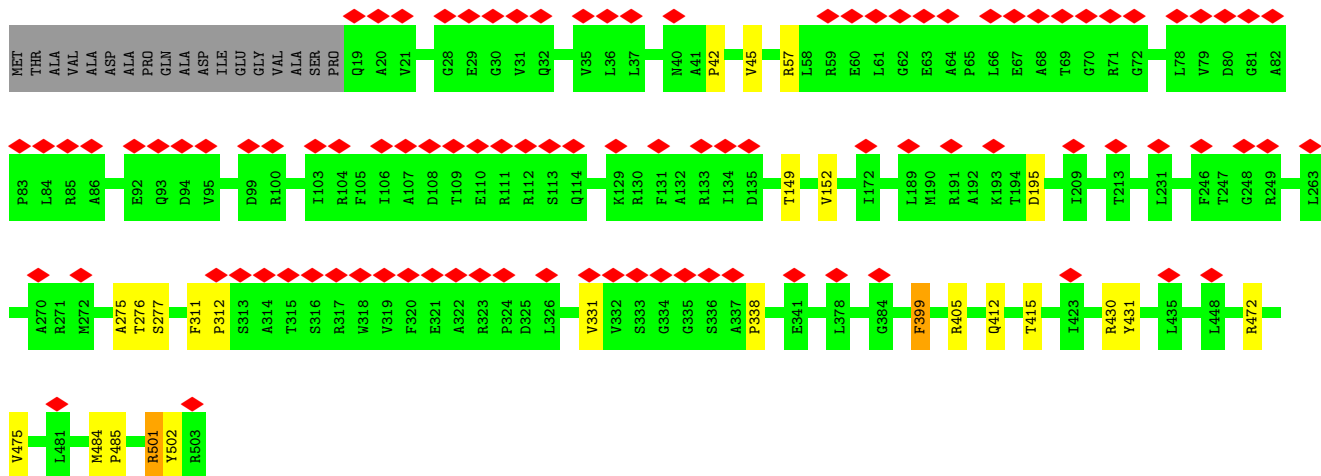 MET THR ALA VAL ALA ASP ALA PRO GLN ALA ASP ILE GLU GLY VAL ALA SER PRO Q19 A20 V21 G28 E29 G30 V31 Q32 V35 L36 L37 N40 A41 P42 V45 R57 L58 R59 E60 L61 G62 E63 A64 P65 L66 E67 A68 T69 G70 R71 G72 L78 V79 D80 G81 A82
P83 L84 R85 A86 E92 Q93 D94 V95 D99 R100 I103 R104 F105 I106 A107 D108 T109 E110 R111 R112 S113 Q114 K129 R130 F131 A132 R133 I134 D135 T149 V152 I172 L189 M190 R191 A192 K193 T194 D195 I209 T213 L231 F246 T247 G248 R249 L263
A270 R271 M272 A275 T276 S277 F311 P312 S313 A314 T315 S316 R317 W318 V319 F320 E321 A322 R323 P324 D325 L326 V331 V332 S333 G334 G335 S336 A337 P338 E341 L378 G384 F399 R405 Q412 T415 I423 R430 Y431 L435 L448 R472
V475 L481 M484 P485 R501 Y502 R503